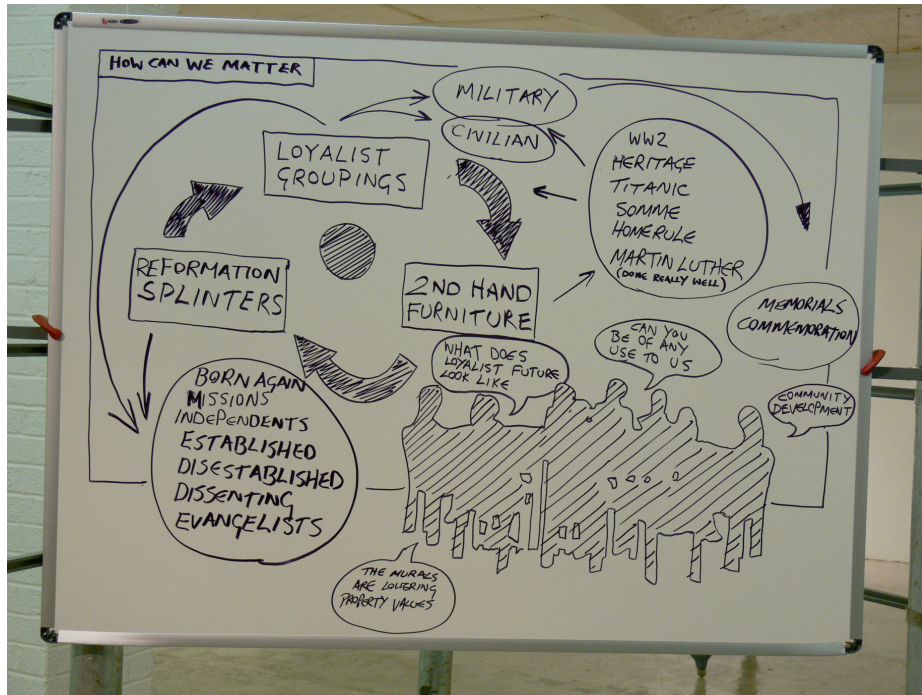 HOW CAN WE MATTER
MILITARY
CIVILIAN
LOYALIST
GROUPINGS
WW2
HERITAGE
TITANIC
SOMME
HOMERULE
MARTIN LUTHER
(DONE REALLY WELL)
REFORMATION
SPLINTERS
2ND HAND
FURNITURE
MEMORIALS
COMMEMORATION
WHAT DOES
LOYALIST FUTURE
LOOK LIKE
CAN YOU
BE OF ANY
USE TO US
COMMUNITY
DEVELOPMENT
BORN AGAIN
MISSIONS
INDEPENDENTS
ESTABLISHED
DISESTABLISHED
DISSENTING
EVANGELISTS
THE MURALS
ARE LOWERING
PROPERTY VALUES